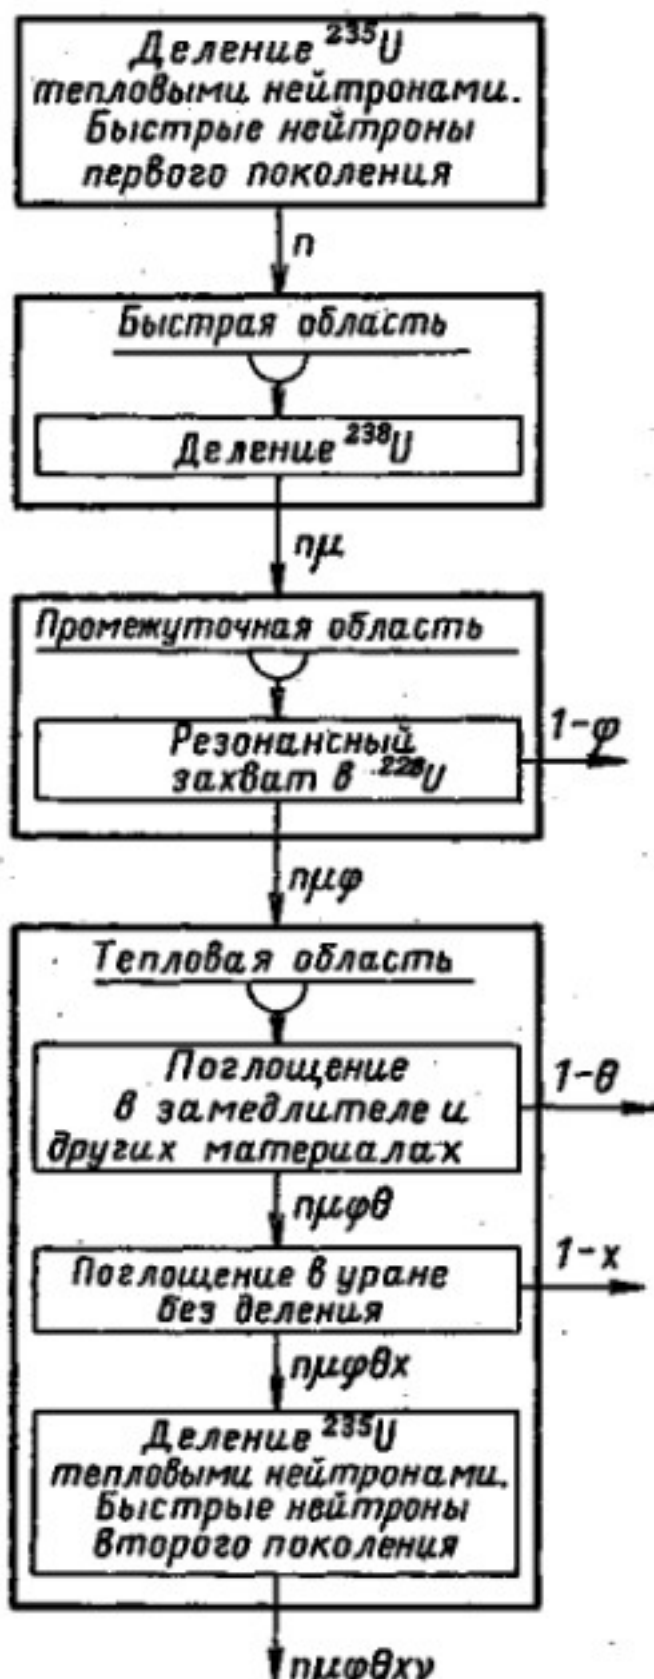 Деление ²³⁵U
тепловыми нейтронами.
Быстрые нейтроны
первого поколения
n
Быстрая область
Деление ²³⁸U
nμ
Промежуточная область
Резонансный
захват в ²²⁸U
1-φ
nμφ
Тепловая область
Поглощение
в замедлителе и
других материалах
1-θ
nμφθ
Поглощение в уране
без деления
1-x
nμφθx
Деление ²³⁵U
тепловыми нейтронами.
Быстрые нейтроны
второго поколения
nμφθxν